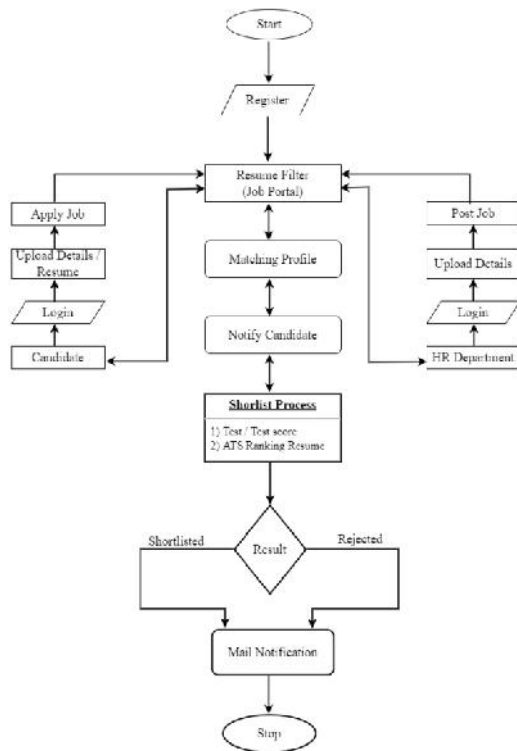 Start
Register
Resume Filter
(Job Portal)
Apply Job
Post Job
Upload Details /
Resume
Matching Profile
Upload Details
Login
Login
Notify Candidate
Candidate
HR Department
Shorlist Process
1) Test / Test score
2) ATS Ranking Resume
Shortlisted
Result
Rejected
Mail Notification
Stop